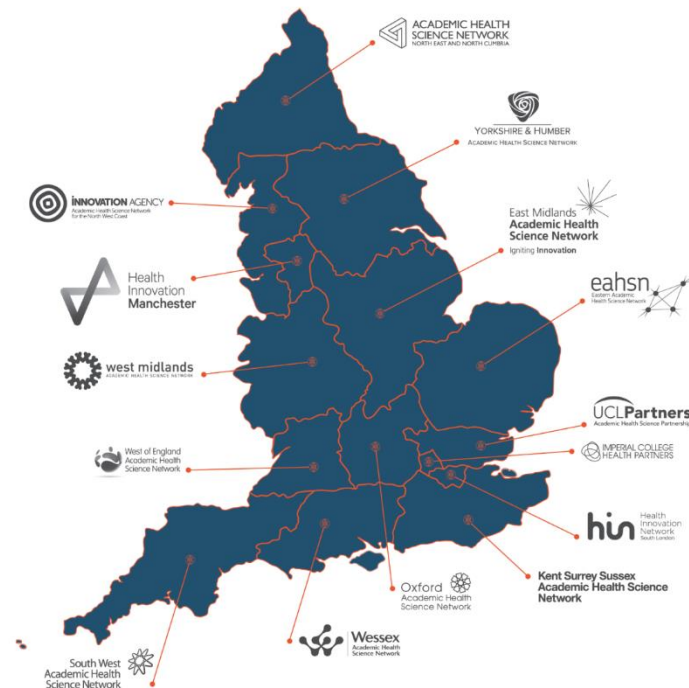 ACADEMIC HEALTH
SCIENCE NETWORK
NORTH EAST AND NORTH CUMBRIA
YORKSHIRE & HUMBER
ACADEMIC HEALTH SCIENCE NETWORK
iNNOVATION AGENCY
Academic Health Science Network
for the North West Coast
East Midlands
Academic Health
Science Network
Igniting Innovation
Health
Innovation
Manchester
eahsn
Eastern Academic
Health Science Network
west midlands
ACADEMIC HEALTH SCIENCE NETWORK
UCLPartners
Academic Health Science Partnership
West of England
Academic Health
Science Network
IMPERIAL COLLEGE
HEALTH PARTNERS
hin
Health
Innovation
Network
South London
Kent Surrey Sussex
Academic Health Science
Network
Oxford
Academic Health
Science Network
Wessex
Academic Health
Science Network
South West
Academic Health
Science Network